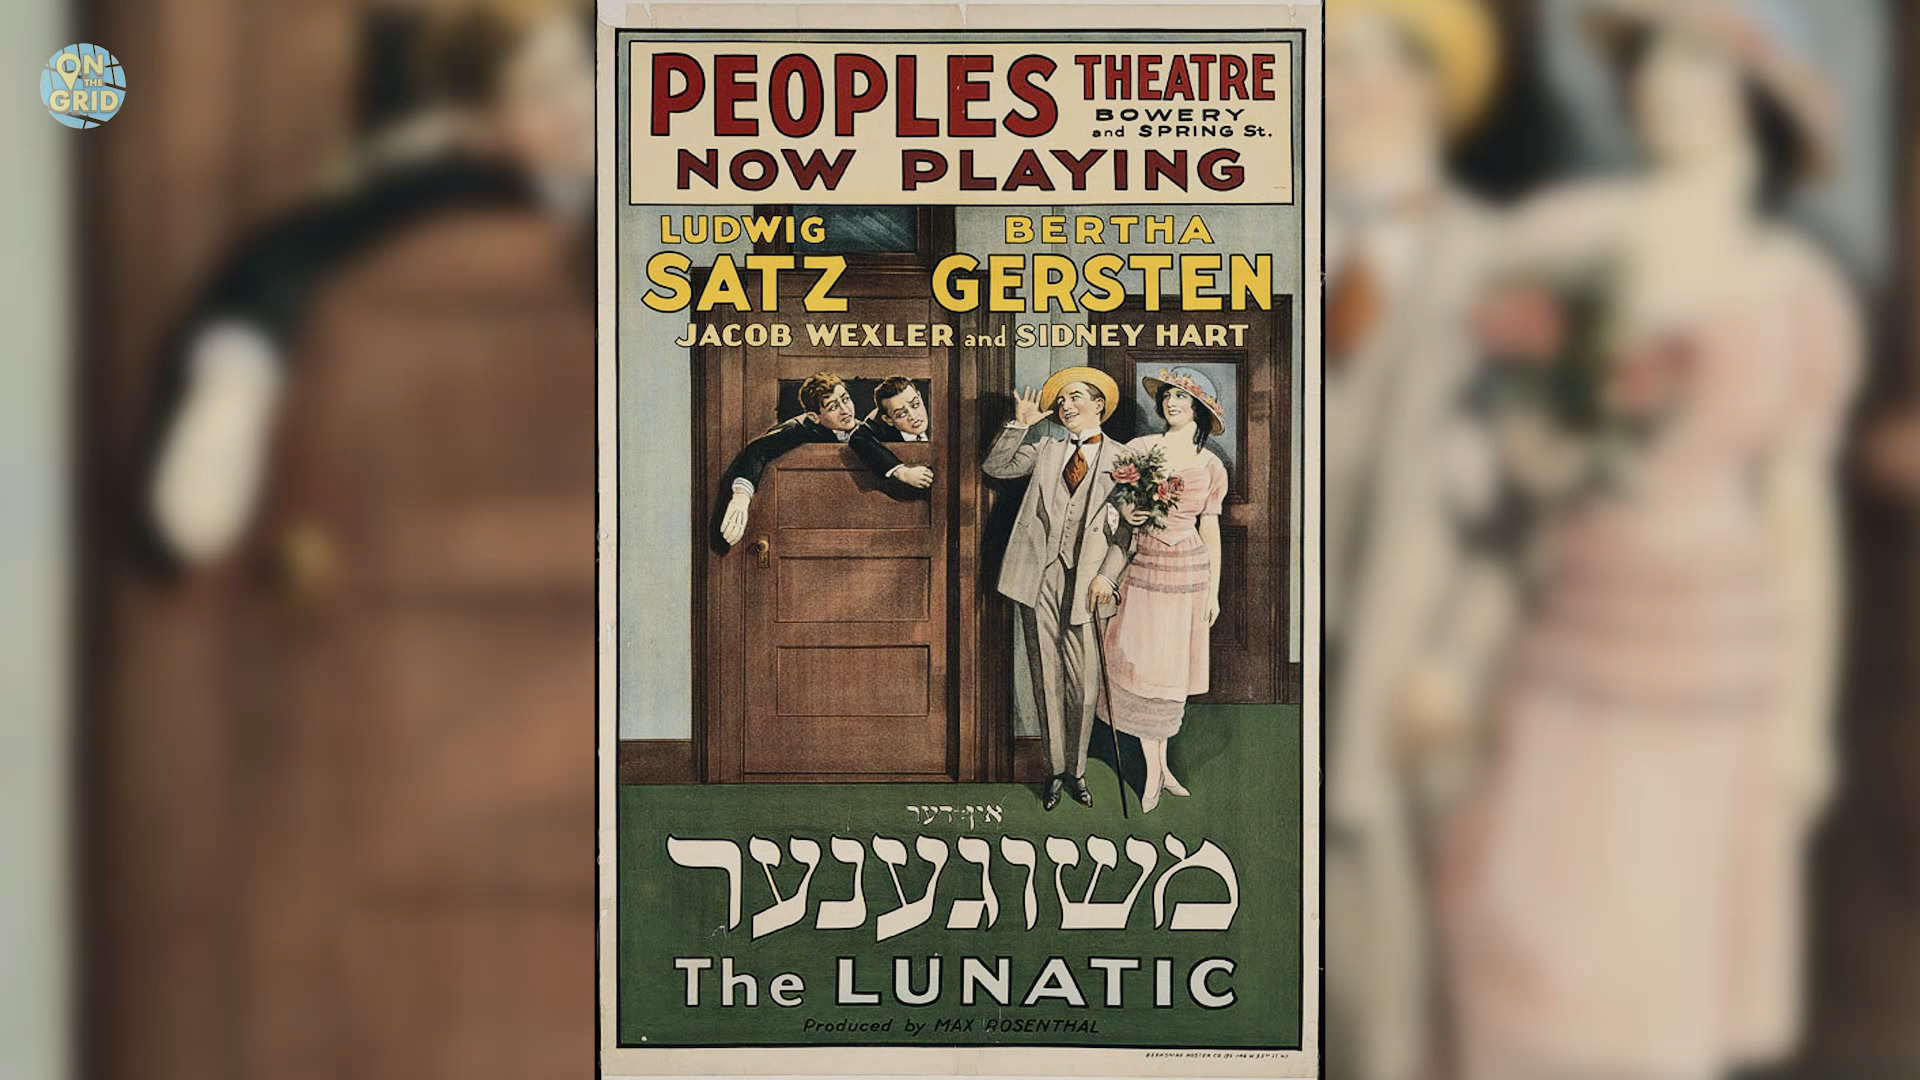 ON
THE
GRID
PEOPLES THEATRE
BOWERY
and SPRING St.
NOW PLAYING
LUDWIG BERTHA
SATZ GERSTEN
JACOB WEXLER and SIDNEY HART
אין דער
משוגענער
The LUNATIC
Produced by MAX ROSENTHAL